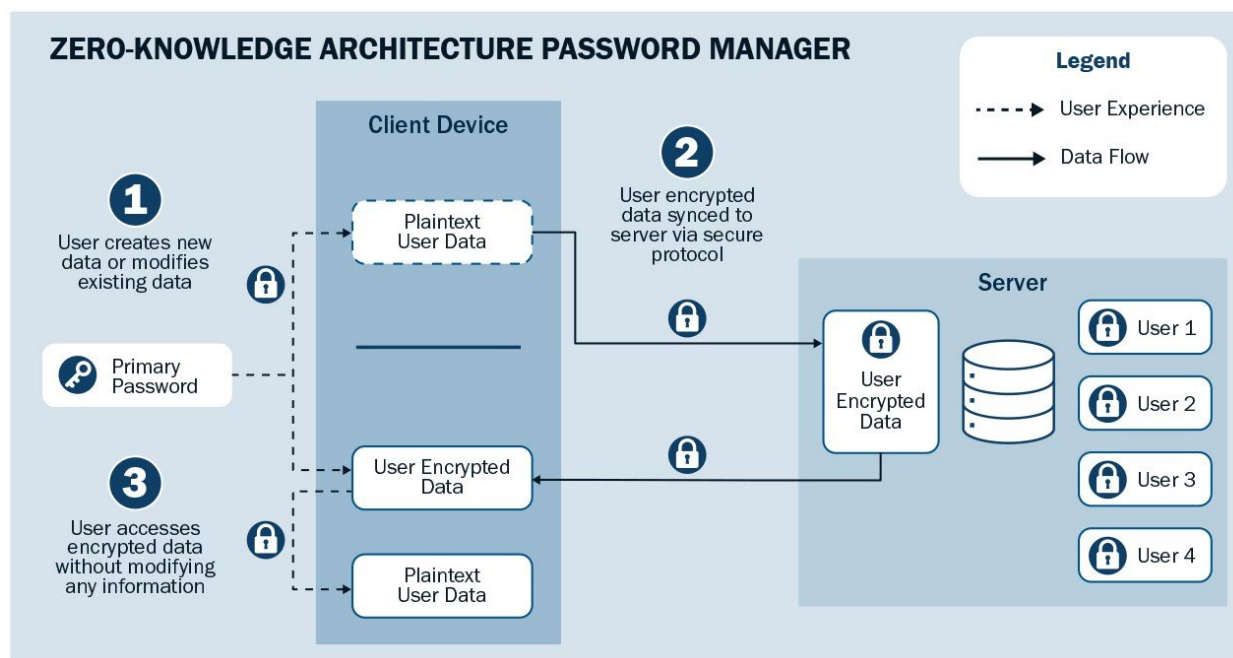 ZERO-KNOWLEDGE ARCHITECTURE PASSWORD MANAGER
Legend
User Experience
Data Flow
Client Device
1
User creates new
data or modifies
existing data
Plaintext
User Data
2
User encrypted
data synced to
server via secure
protocol
Server
Primary
Password
User
Encrypted
Data
User 1
User 2
User 3
User 4
3
User accesses
encrypted data
without modifying
any information
User Encrypted
Data
Plaintext
User Data